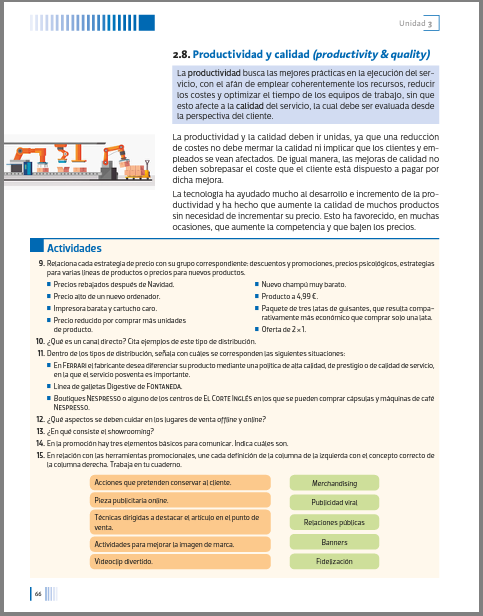 Unidad 3
2.8. Productividad y calidad (productivity & quality)
La productividad busca las mejores prácticas en la ejecución del ser-
vicio, con el afán de emplear coherentemente los recursos, reducir
los costes y optimizar el tiempo de los equipos de trabajo, sin que
esto afecte a la calidad del servicio, la cual debe ser evaluada desde
la perspectiva del cliente.
La productividad y la calidad deben ir unidas, ya que una reducción
de costes no debe mermar la calidad ni implicar que los clientes y em-
pleados se vean afectados. De igual manera, las mejoras de calidad no
deben sobrepasar el coste que el cliente está dispuesto a pagar por
dicha mejora.
La tecnología ha ayudado mucho al desarrollo e incremento de la pro-
ductividad y ha hecho que aumente la calidad de muchos productos
sin necesidad de incrementar su precio. Esto ha favorecido, en muchas
ocasiones, que aumente la competencia y que bajen los precios.
Actividades
9. Relaciona cada estrategia de precio con su grupo correspondiente: descuentos y promociones, precios psicológicos, estrategias
para varias líneas de productos o precios para nuevos productos.
Precios rebajados después de Navidad.
Precio alto de un nuevo ordenador.
Impresora barata y cartucho caro.
Precio reducido por comprar más unidades
de producto.
Nuevo champú muy barato.
Producto a 4,99 €.
Paquete de tres latas de guisantes, que resulta compa-
rativamente más económico que comprar solo una lata.
Oferta de 2 × 1.
10. ¿Qué es un canal directo? Cita ejemplos de este tipo de distribución.
11. Dentro de los tipos de distribución, señala con cuáles se corresponden las siguientes situaciones:
En FERRARI el fabricante desea diferenciar su producto mediante una política de alta calidad, de prestigio o de calidad de servicio,
en la que el servicio posventa es importante.
Línea de galletas Digestive de FONTANEDA.
Boutiques NESPRESSO o alguno de los centros de EL CORTE INGLÉS en los que se pueden comprar cápsulas y máquinas de café
NESPRESSO.
12. ¿Qué aspectos se deben cuidar en los lugares de venta offline y online?
13. ¿En qué consiste el showrooming?
14. En la promoción hay tres elementos básicos para comunicar. Indica cuáles son.
15. En relación con las herramientas promocionales, une cada definición de la columna de la izquierda con el concepto correcto de
la columna derecha. Trabaja en tu cuaderno.
Acciones que pretenden conservar al cliente.
Pieza publicitaria online.
Técnicas dirigidas a destacar el artículo en el punto de
venta.
Actividades para mejorar la imagen de marca.
Videoclip divertido.
Merchandising
Publicidad viral
Relaciones públicas
Banners
Fidelización
66